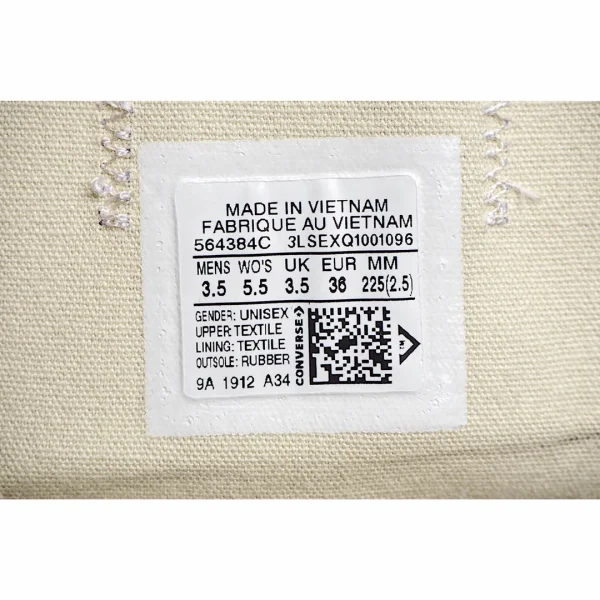 MADE IN VIETNAM
FABRIQUE AU VIETNAM
564384C 3LSEXQ1001096
MENS WO'S UK EUR MM
3.5 5.5 3.5 36 225(2.5)
GENDER: UNISEX
UPPER: TEXTILE
LINING: TEXTILE
OUTSOLE: RUBBER
9A 1912 A34
CONVERSE
TM